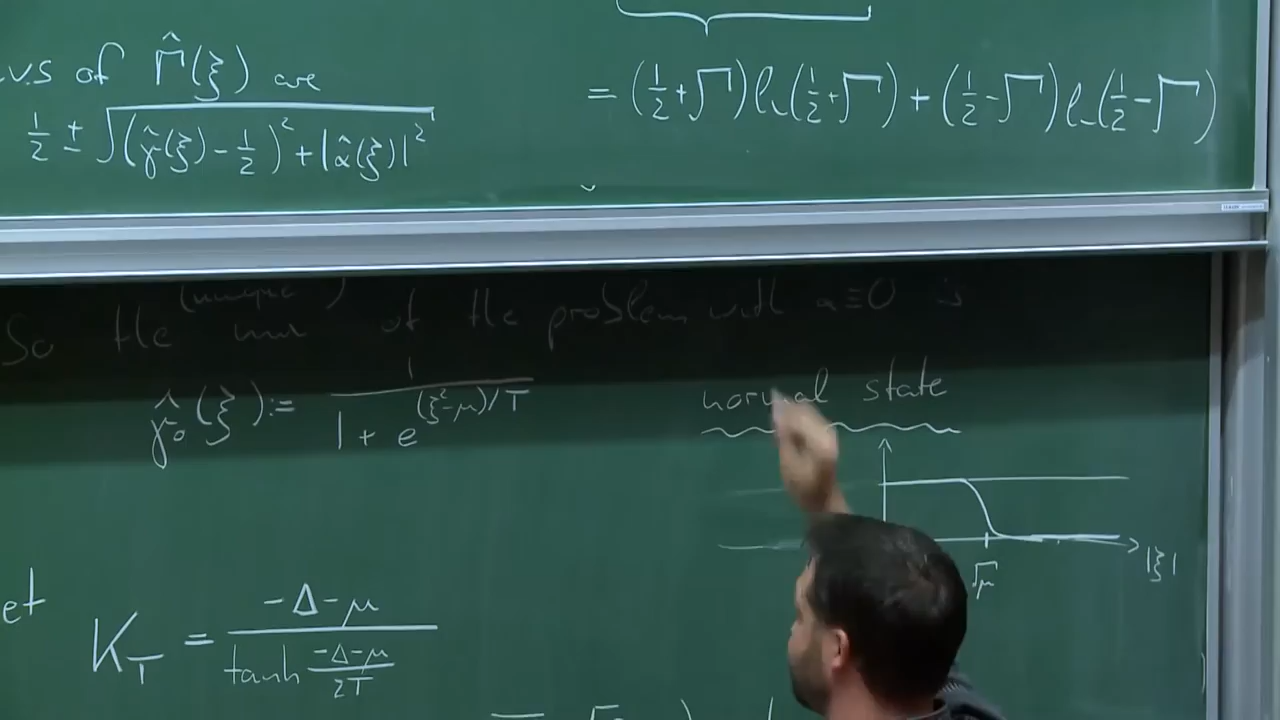 e.v.s of Γ̂(ξ) are
1/2 ± √((γ̂(ξ)-1/2)² + |α̂(ξ)|²)
= (1/2+√Γ)ln(1/2+√Γ) + (1/2-√Γ)ln(1/2-√Γ)
(unique)
So the min of the problem with α≡0 is
γ̂₀(ξ) := 1/(1 + e^((ξ²-μ)/T))
normal state
√μ
|ξ|
et K_T = (-Δ-μ)/(tanh (-Δ-μ)/(2T))